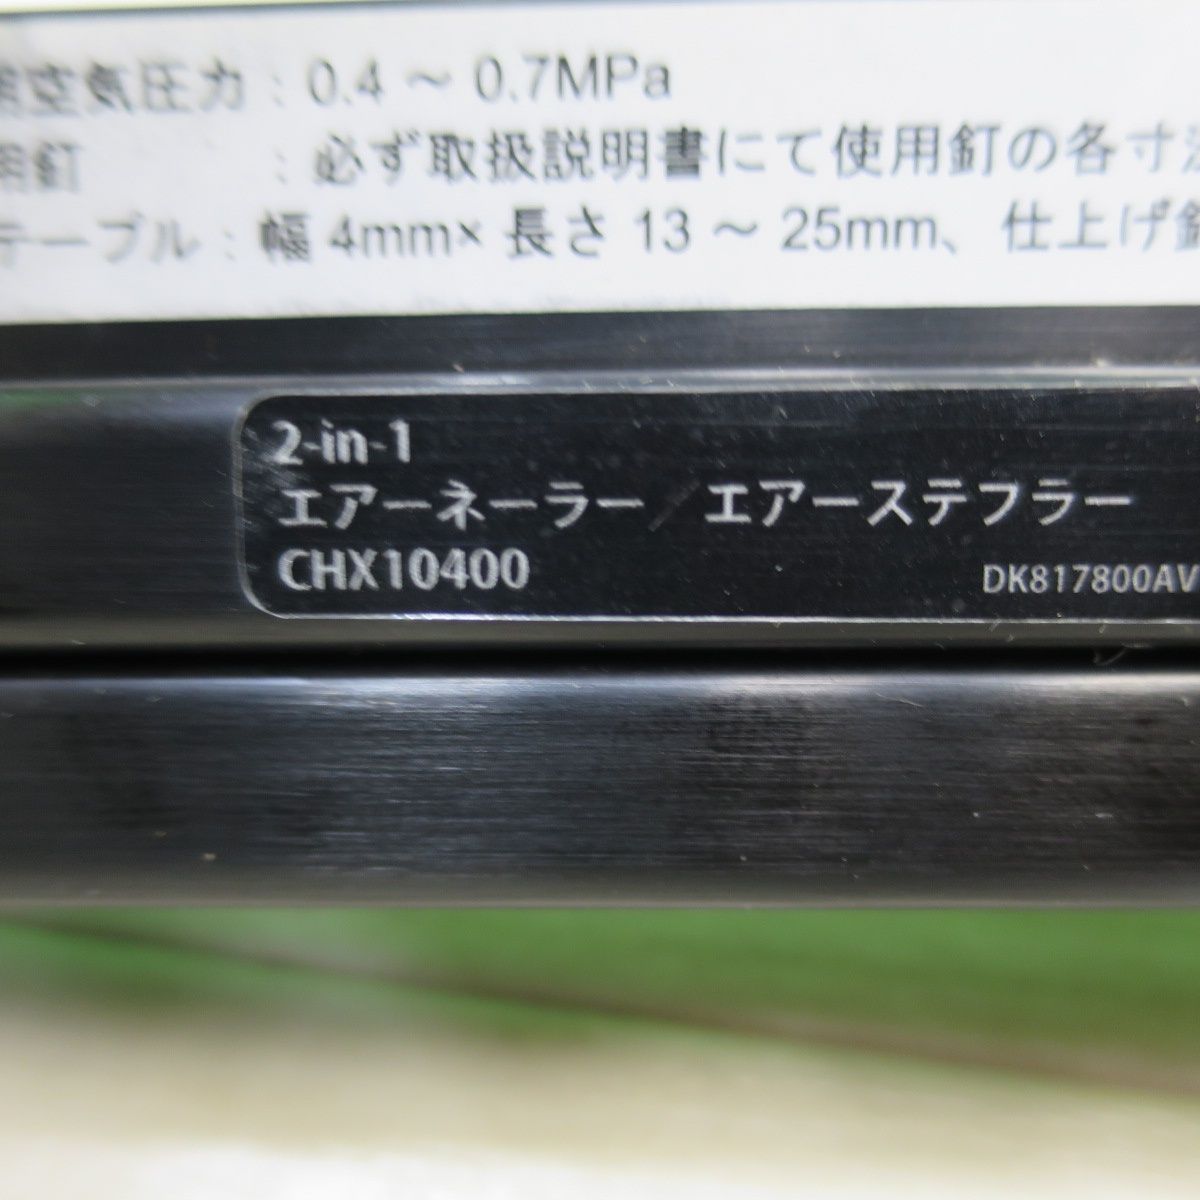 空気圧力 : 0.4 ～ 0.7MPa
用釘 : 必ず取扱説明書にて使用釘の各寸
テープル : 幅 4mm× 長さ 13 ～ 25mm、仕上げ
2-in-1
エアーネーラー／エアーステフラー
CHX10400
DK817800AV